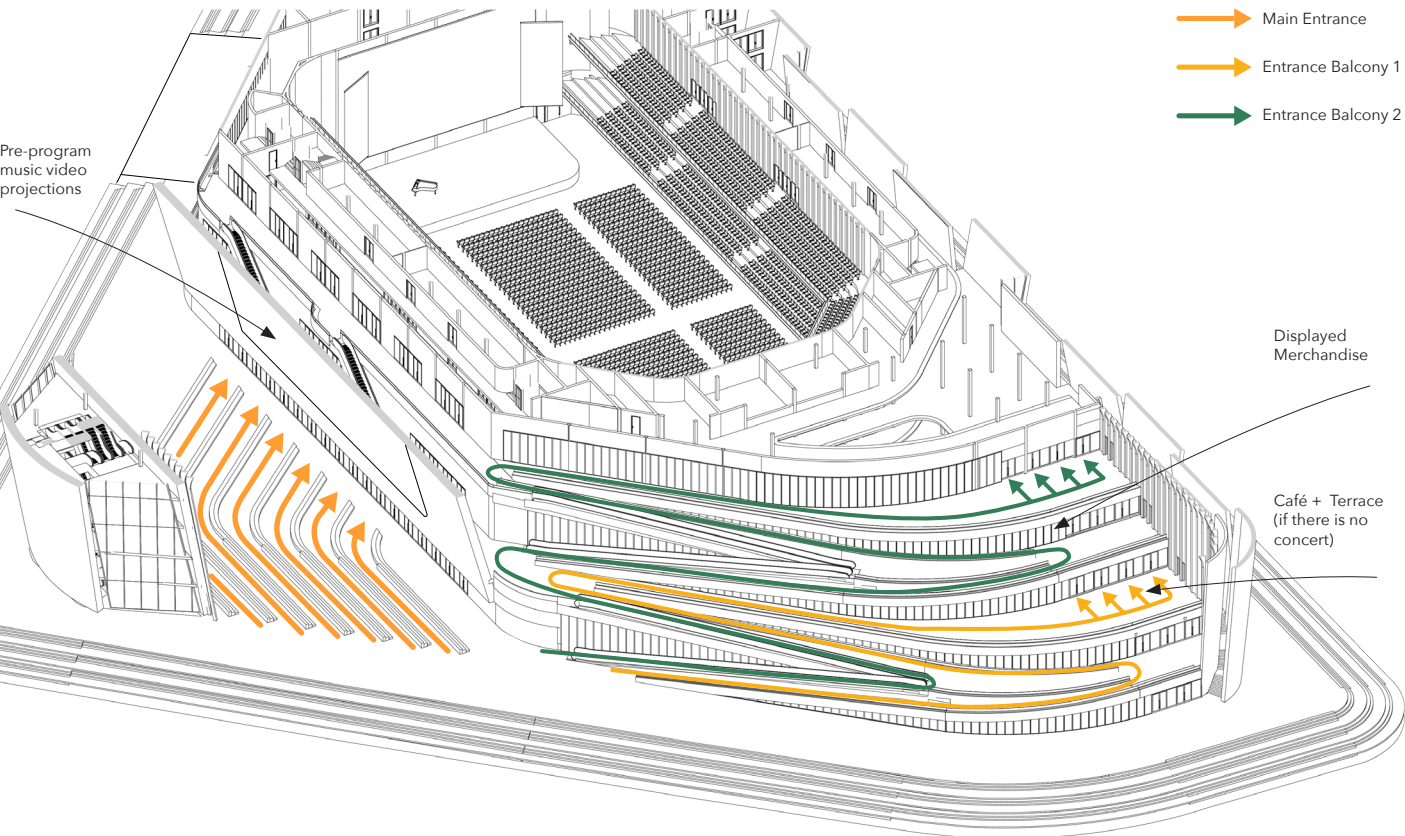 Main Entrance
Entrance Balcony 1
Entrance Balcony 2
Pre-program
music video
projections
Displayed
Merchandise
Café + Terrace
(if there is no
concert)